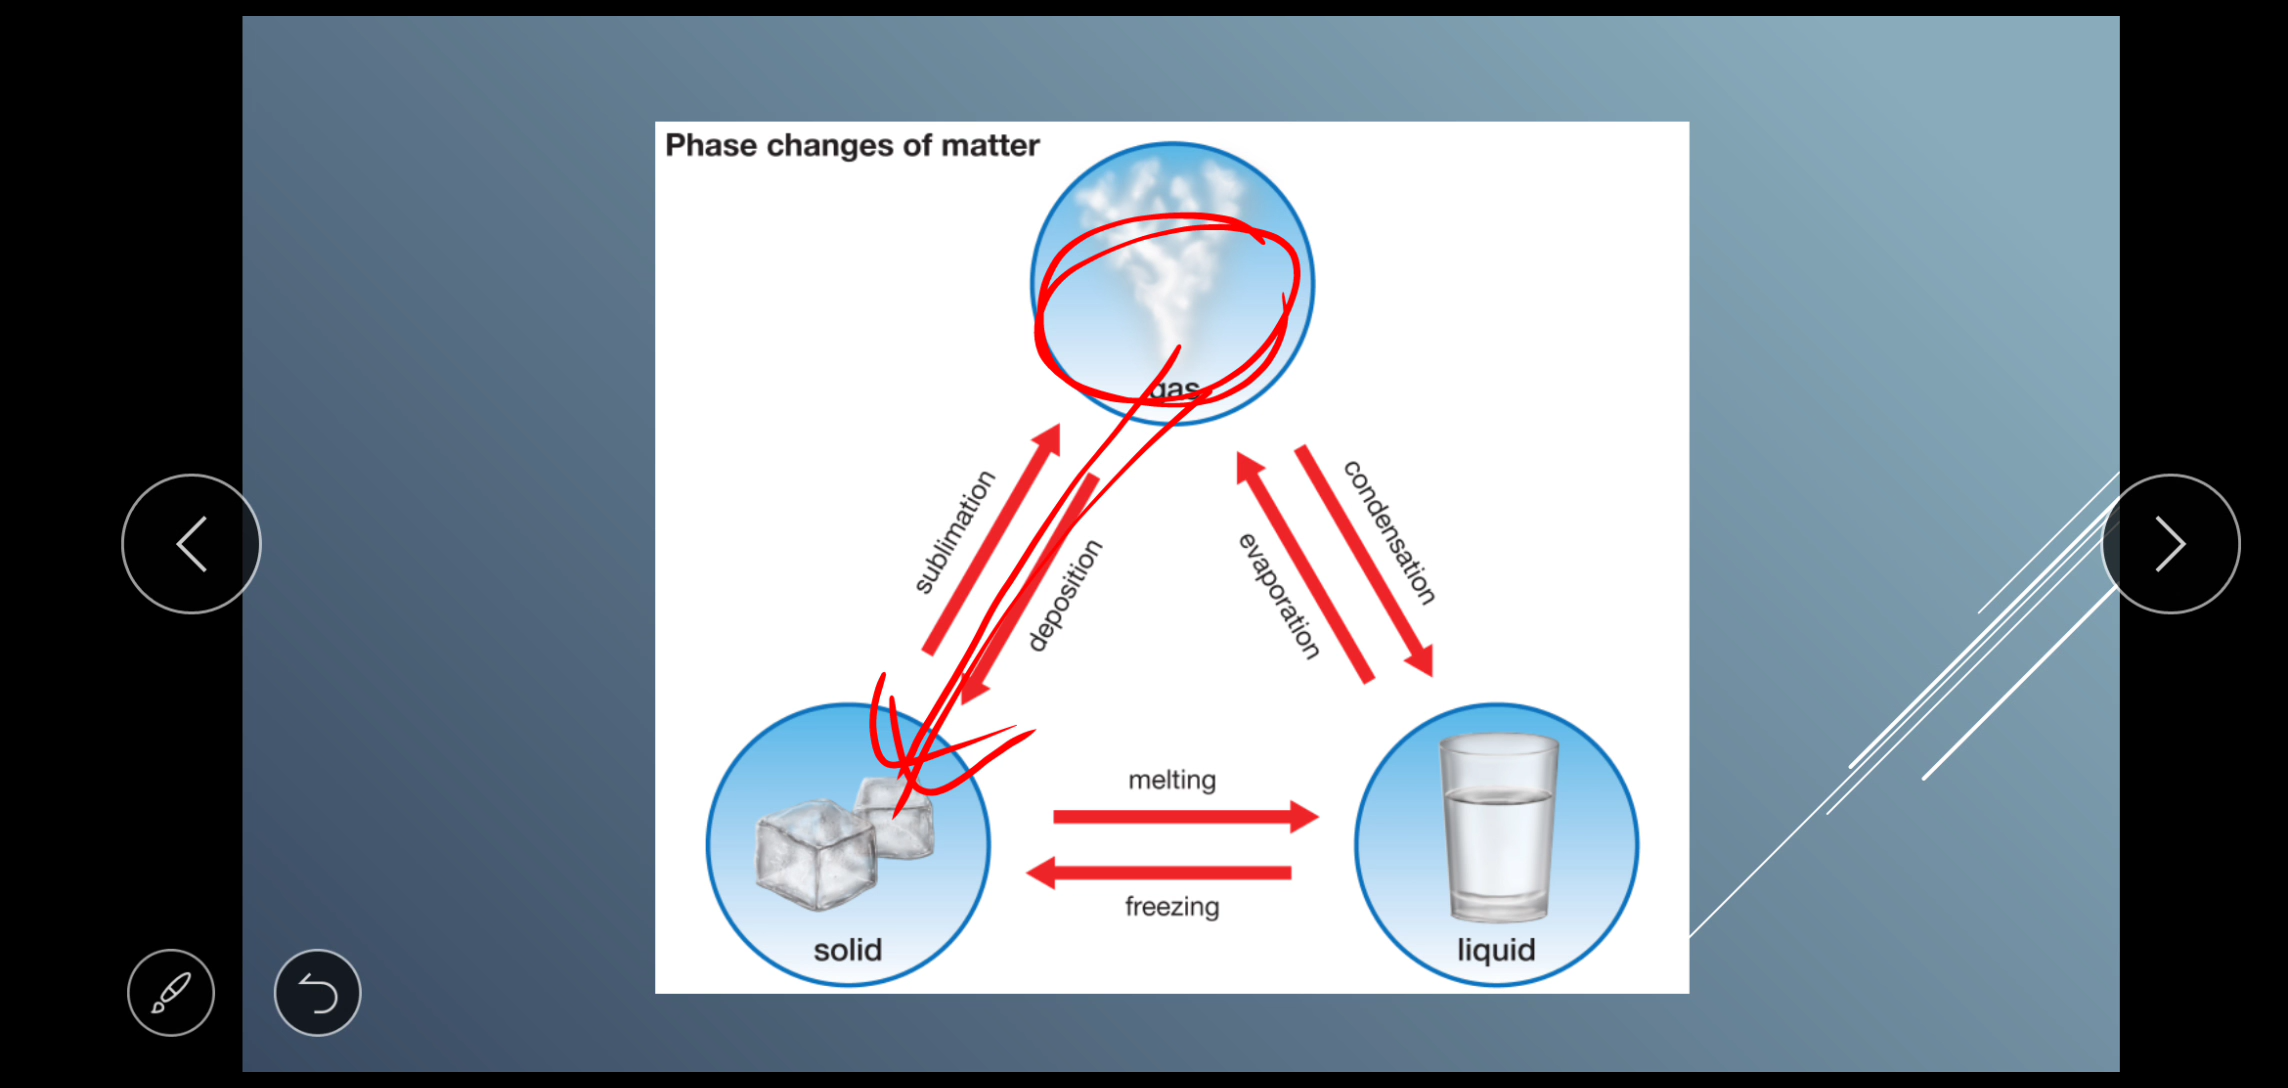 Phase changes of matter
gas
sublimation
deposition
evaporation
condensation
melting
freezing
solid
liquid